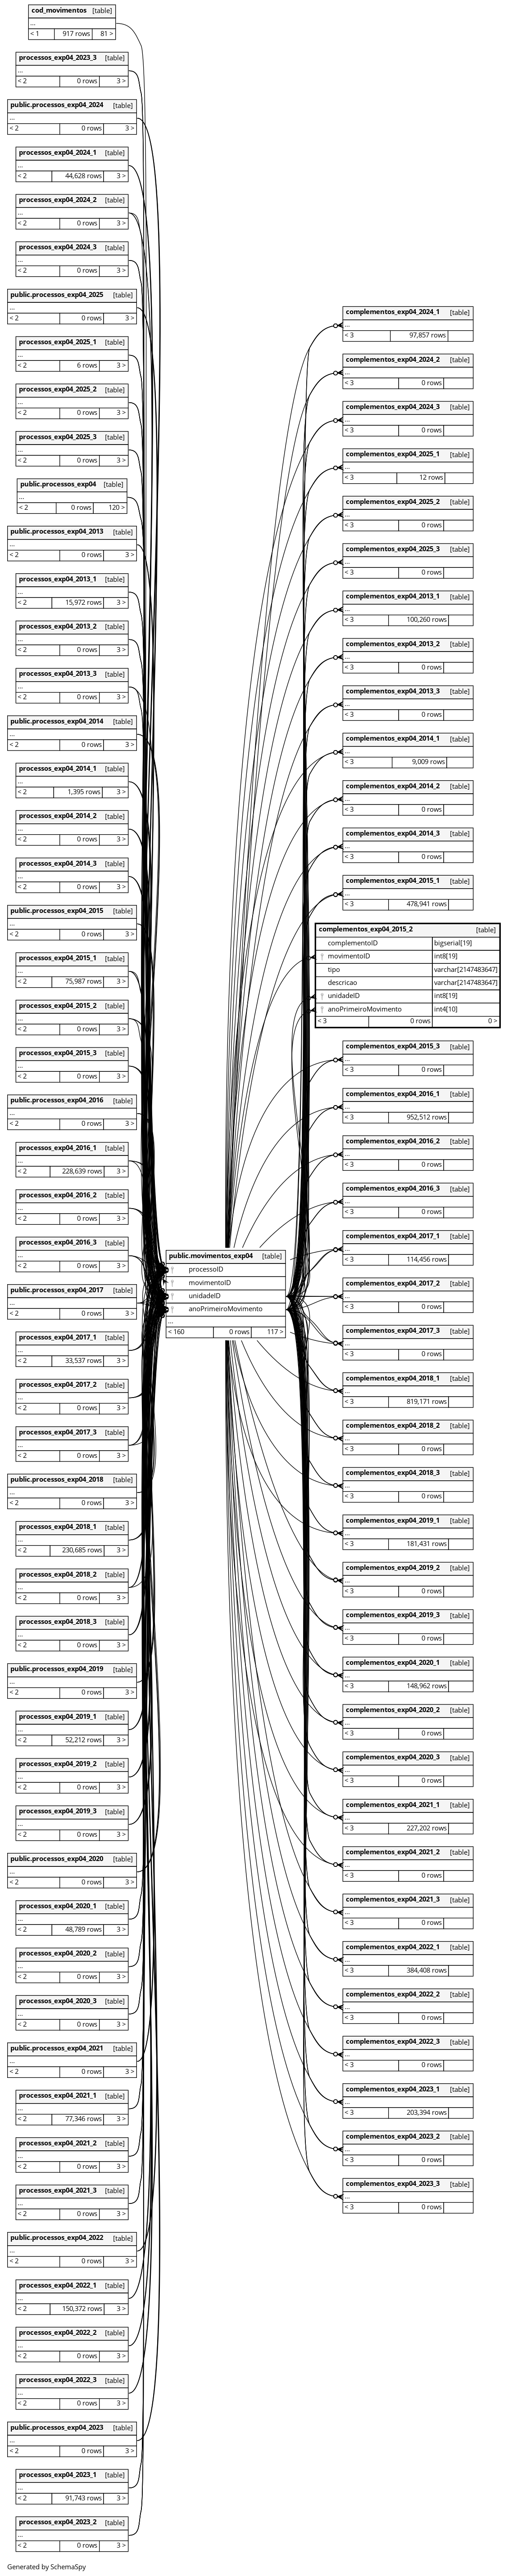 cod_movimentos [table]
...
< 1 917 rows 81 >
processos_exp04_2023_3 [table]
...
< 2 0 rows 3 >
public.processos_exp04_2024 [table]
...
< 2 0 rows 3 >
processos_exp04_2024_1 [table]
...
< 2 44,628 rows 3 >
processos_exp04_2024_2 [table]
...
< 2 0 rows 3 >
processos_exp04_2024_3 [table]
...
< 2 0 rows 3 >
public.processos_exp04_2025 [table]
...
< 2 0 rows 3 >
processos_exp04_2025_1 [table]
...
< 2 6 rows 3 >
processos_exp04_2025_2 [table]
...
< 2 0 rows 3 >
processos_exp04_2025_3 [table]
...
< 2 0 rows 3 >
public.processos_exp04 [table]
...
< 2 0 rows 120 >
public.processos_exp04_2013 [table]
...
< 2 0 rows 3 >
processos_exp04_2013_1 [table]
...
< 2 15,972 rows 3 >
processos_exp04_2013_2 [table]
...
< 2 0 rows 3 >
processos_exp04_2013_3 [table]
...
< 2 0 rows 3 >
public.processos_exp04_2014 [table]
...
< 2 0 rows 3 >
processos_exp04_2014_1 [table]
...
< 2 1,395 rows 3 >
processos_exp04_2014_2 [table]
...
< 2 0 rows 3 >
processos_exp04_2014_3 [table]
...
< 2 0 rows 3 >
public.processos_exp04_2015 [table]
...
< 2 0 rows 3 >
processos_exp04_2015_1 [table]
...
< 2 75,987 rows 3 >
processos_exp04_2015_2 [table]
...
< 2 0 rows 3 >
processos_exp04_2015_3 [table]
...
< 2 0 rows 3 >
public.processos_exp04_2016 [table]
...
< 2 0 rows 3 >
processos_exp04_2016_1 [table]
...
< 2 228,639 rows 3 >
processos_exp04_2016_2 [table]
...
< 2 0 rows 3 >
processos_exp04_2016_3 [table]
...
< 2 0 rows 3 >
public.processos_exp04_2017 [table]
...
< 2 0 rows 3 >
processos_exp04_2017_1 [table]
...
< 2 33,537 rows 3 >
processos_exp04_2017_2 [table]
...
< 2 0 rows 3 >
processos_exp04_2017_3 [table]
...
< 2 0 rows 3 >
public.processos_exp04_2018 [table]
...
< 2 0 rows 3 >
processos_exp04_2018_1 [table]
...
< 2 230,685 rows 3 >
processos_exp04_2018_2 [table]
...
< 2 0 rows 3 >
processos_exp04_2018_3 [table]
...
< 2 0 rows 3 >
public.processos_exp04_2019 [table]
...
< 2 0 rows 3 >
processos_exp04_2019_1 [table]
...
< 2 52,212 rows 3 >
processos_exp04_2019_2 [table]
...
< 2 0 rows 3 >
processos_exp04_2019_3 [table]
...
< 2 0 rows 3 >
public.processos_exp04_2020 [table]
...
< 2 0 rows 3 >
processos_exp04_2020_1 [table]
...
< 2 48,789 rows 3 >
processos_exp04_2020_2 [table]
...
< 2 0 rows 3 >
processos_exp04_2020_3 [table]
...
< 2 0 rows 3 >
public.processos_exp04_2021 [table]
...
< 2 0 rows 3 >
processos_exp04_2021_1 [table]
...
< 2 77,346 rows 3 >
processos_exp04_2021_2 [table]
...
< 2 0 rows 3 >
processos_exp04_2021_3 [table]
...
< 2 0 rows 3 >
public.processos_exp04_2022 [table]
...
< 2 0 rows 3 >
processos_exp04_2022_1 [table]
...
< 2 150,372 rows 3 >
processos_exp04_2022_2 [table]
...
< 2 0 rows 3 >
processos_exp04_2022_3 [table]
...
< 2 0 rows 3 >
public.processos_exp04_2023 [table]
...
< 2 0 rows 3 >
processos_exp04_2023_1 [table]
...
< 2 91,743 rows 3 >
processos_exp04_2023_2 [table]
...
< 2 0 rows 3 >
public.movimentos_exp04 [table]
processoID
movimentoID
unidadeID
anoPrimeiroMovimento
...
< 160 0 rows 117 >
complementos_exp04_2024_1 [table]
...
< 3 97,857 rows
complementos_exp04_2024_2 [table]
...
< 3 0 rows
complementos_exp04_2024_3 [table]
...
< 3 0 rows
complementos_exp04_2025_1 [table]
...
< 3 12 rows
complementos_exp04_2025_2 [table]
...
< 3 0 rows
complementos_exp04_2025_3 [table]
...
< 3 0 rows
complementos_exp04_2013_1 [table]
...
< 3 100,260 rows
complementos_exp04_2013_2 [table]
...
< 3 0 rows
complementos_exp04_2013_3 [table]
...
< 3 0 rows
complementos_exp04_2014_1 [table]
...
< 3 9,009 rows
complementos_exp04_2014_2 [table]
...
< 3 0 rows
complementos_exp04_2014_3 [table]
...
< 3 0 rows
complementos_exp04_2015_1 [table]
...
< 3 478,941 rows
complementos_exp04_2015_2 [table]
complementoID bigserial[19]
movimentoID int8[19]
tipo varchar[2147483647]
descricao varchar[2147483647]
unidadeID int8[19]
anoPrimeiroMovimento int4[10]
< 3 0 rows 0 >
complementos_exp04_2015_3 [table]
...
< 3 0 rows
complementos_exp04_2016_1 [table]
...
< 3 952,512 rows
complementos_exp04_2016_2 [table]
...
< 3 0 rows
complementos_exp04_2016_3 [table]
...
< 3 0 rows
complementos_exp04_2017_1 [table]
...
< 3 114,456 rows
complementos_exp04_2017_2 [table]
...
< 3 0 rows
complementos_exp04_2017_3 [table]
...
< 3 0 rows
complementos_exp04_2018_1 [table]
...
< 3 819,171 rows
complementos_exp04_2018_2 [table]
...
< 3 0 rows
complementos_exp04_2018_3 [table]
...
< 3 0 rows
complementos_exp04_2019_1 [table]
...
< 3 181,431 rows
complementos_exp04_2019_2 [table]
...
< 3 0 rows
complementos_exp04_2019_3 [table]
...
< 3 0 rows
complementos_exp04_2020_1 [table]
...
< 3 148,962 rows
complementos_exp04_2020_2 [table]
...
< 3 0 rows
complementos_exp04_2020_3 [table]
...
< 3 0 rows
complementos_exp04_2021_1 [table]
...
< 3 227,202 rows
complementos_exp04_2021_2 [table]
...
< 3 0 rows
complementos_exp04_2021_3 [table]
...
< 3 0 rows
complementos_exp04_2022_1 [table]
...
< 3 384,408 rows
complementos_exp04_2022_2 [table]
...
< 3 0 rows
complementos_exp04_2022_3 [table]
...
< 3 0 rows
complementos_exp04_2023_1 [table]
...
< 3 203,394 rows
complementos_exp04_2023_2 [table]
...
< 3 0 rows
complementos_exp04_2023_3 [table]
...
< 3 0 rows
Generated by SchemaSpy